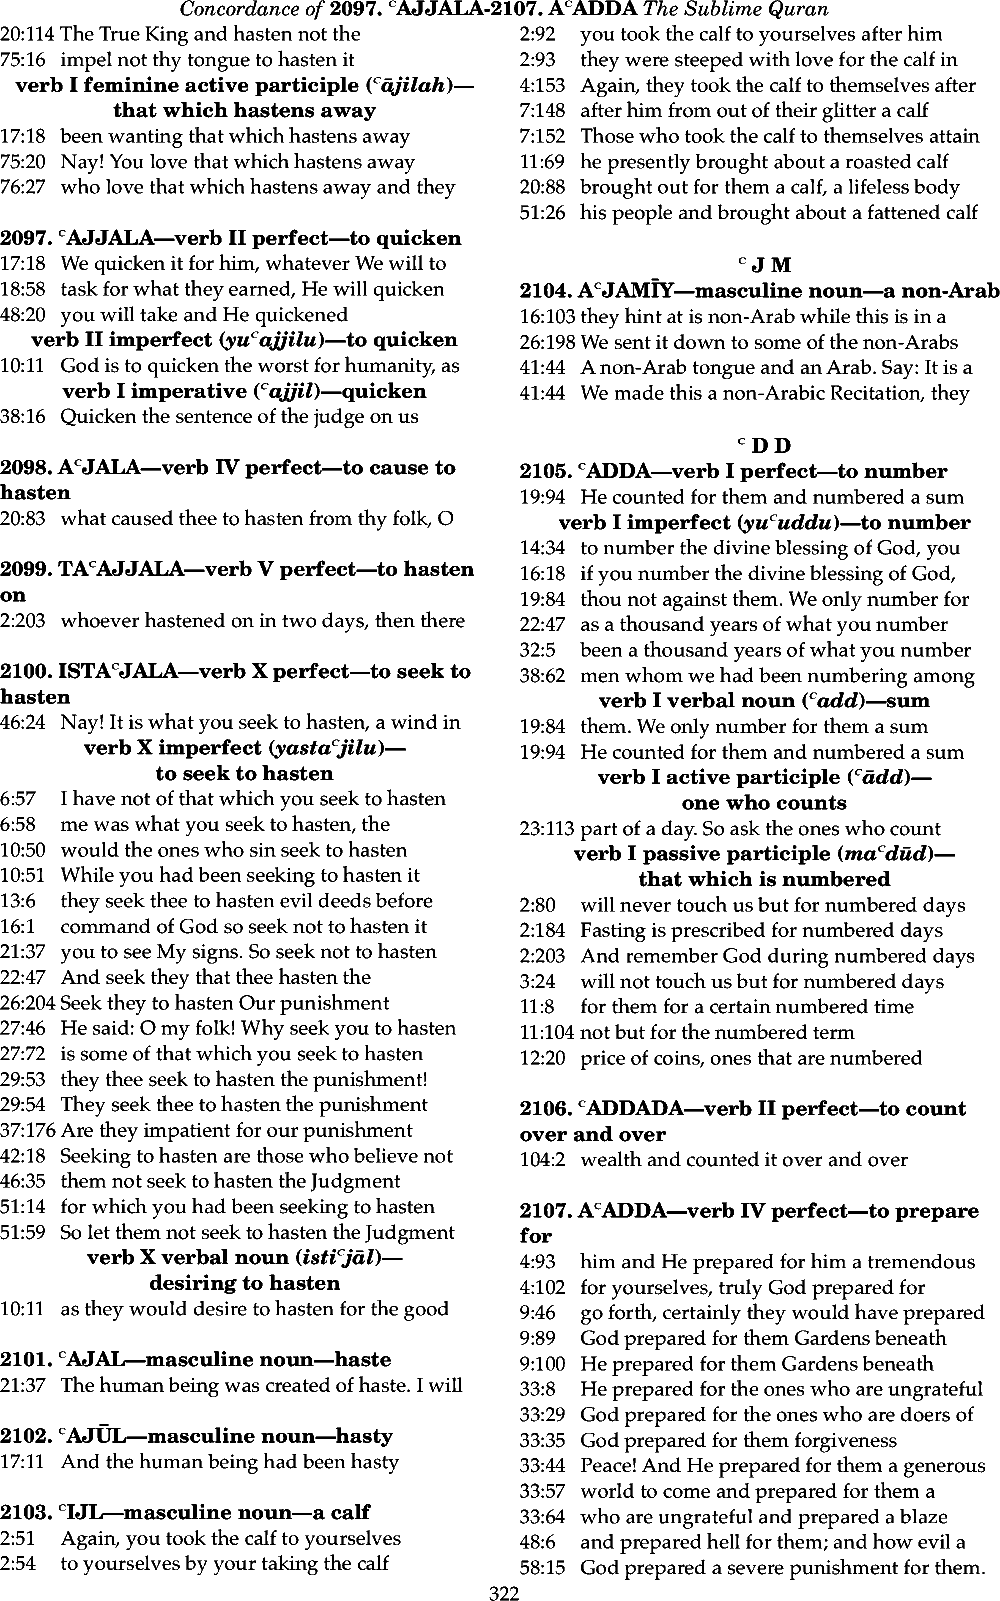 Concordance of 2097. ᶜAJJALA-2107. AᶜADDA The Sublime Quran
20:114 The True King and hasten not the
75:16 impel not thy tongue to hasten it
verb I feminine active participle (ᶜājilah)—
that which hastens away
17:18 been wanting that which hastens away
75:20 Nay! You love that which hastens away
76:27 who love that which hastens away and they
2097. ᶜAJJALA—verb II perfect—to quicken
17:18 We quicken it for him, whatever We will to
18:58 task for what they earned, He will quicken
48:20 you will take and He quickened
verb II imperfect (yuᶜajjilu)—to quicken
10:11 God is to quicken the worst for humanity, as
verb I imperative (ᶜajjil)—quicken
38:16 Quicken the sentence of the judge on us
2098. AᶜJALA—verb IV perfect—to cause to
hasten
20:83 what caused thee to hasten from thy folk, O
2099. TAᶜAJJALA—verb V perfect—to hasten
on
2:203 whoever hastened on in two days, then there
2100. ISTAᶜJALA—verb X perfect—to seek to
hasten
46:24 Nay! It is what you seek to hasten, a wind in
verb X imperfect (yastaᶜjilu)—
to seek to hasten
6:57 I have not of that which you seek to hasten
6:58 me was what you seek to hasten, the
10:50 would the ones who sin seek to hasten
10:51 While you had been seeking to hasten it
13:6 they seek thee to hasten evil deeds before
16:1 command of God so seek not to hasten it
21:37 you to see My signs. So seek not to hasten
22:47 And seek they that thee hasten the
26:204 Seek they to hasten Our punishment
27:46 He said: O my folk! Why seek you to hasten
27:72 is some of that which you seek to hasten
29:53 they thee seek to hasten the punishment!
29:54 They seek thee to hasten the punishment
37:176 Are they impatient for our punishment
42:18 Seeking to hasten are those who believe not
46:35 them not seek to hasten the Judgment
51:14 for which you had been seeking to hasten
51:59 So let them not seek to hasten the Judgment
verb X verbal noun (istiᶜjāl)—
desiring to hasten
10:11 as they would desire to hasten for the good
2101. ᶜAJAL—masculine noun—haste
21:37 The human being was created of haste. I will
2102. ᶜAJŪL—masculine noun—hasty
17:11 And the human being had been hasty
2103. ᶜIJL—masculine noun—a calf
2:51 Again, you took the calf to yourselves
2:54 to yourselves by your taking the calf
2:92 you took the calf to yourselves after him
2:93 they were steeped with love for the calf in
4:153 Again, they took the calf to themselves after
7:148 after him from out of their glitter a calf
7:152 Those who took the calf to themselves attain
11:69 he presently brought about a roasted calf
20:88 brought out for them a calf, a lifeless body
51:26 his people and brought about a fattened calf
ᶜ J M
2104. AᶜJAMĪY—masculine noun—a non-Arab
16:103 they hint at is non-Arab while this is in a
26:198 We sent it down to some of the non-Arabs
41:44 A non-Arab tongue and an Arab. Say: It is a
41:44 We made this a non-Arabic Recitation, they
ᶜ D D
2105. ᶜADDA—verb I perfect—to number
19:94 He counted for them and numbered a sum
verb I imperfect (yuᶜuddu)—to number
14:34 to number the divine blessing of God, you
16:18 if you number the divine blessing of God,
19:84 thou not against them. We only number for
22:47 as a thousand years of what you number
32:5 been a thousand years of what you number
38:62 men whom we had been numbering among
verb I verbal noun (ᶜadd)—sum
19:84 them. We only number for them a sum
19:94 He counted for them and numbered a sum
verb I active participle (ᶜādd)—
one who counts
23:113 part of a day. So ask the ones who count
verb I passive participle (maᶜdūd)—
that which is numbered
2:80 will never touch us but for numbered days
2:184 Fasting is prescribed for numbered days
2:203 And remember God during numbered days
3:24 will not touch us but for numbered days
11:8 for them for a certain numbered time
11:104 not but for the numbered term
12:20 price of coins, ones that are numbered
2106. ᶜADDADA—verb II perfect—to count
over and over
104:2 wealth and counted it over and over
2107. AᶜADDA—verb IV perfect—to prepare
for
4:93 him and He prepared for him a tremendous
4:102 for yourselves, truly God prepared for
9:46 go forth, certainly they would have prepared
9:89 God prepared for them Gardens beneath
9:100 He prepared for them Gardens beneath
33:8 He prepared for the ones who are ungrateful
33:29 God prepared for the ones who are doers of
33:35 God prepared for them forgiveness
33:44 Peace! And He prepared for them a generous
33:57 world to come and prepared for them a
33:64 who are ungrateful and prepared a blaze
48:6 and prepared hell for them; and how evil a
58:15 God prepared a severe punishment for them.
322